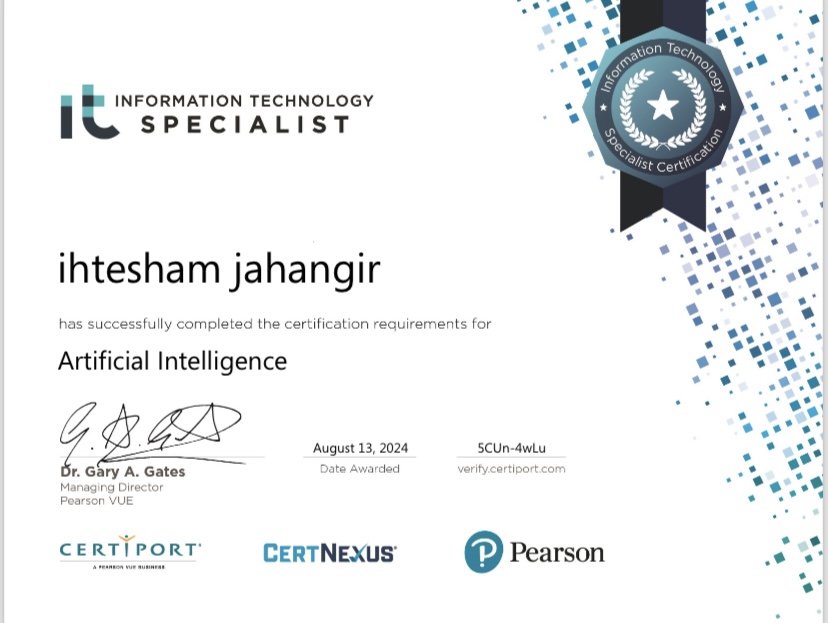 it INFORMATION TECHNOLOGY
SPECIALIST
Information Technology
Specialist Certification
ihtesham jahangir
has successfully completed the certification requirements for
Artificial Intelligence
Dr. Gary A. Gates
Managing Director
Pearson VUE
August 13, 2024
Date Awarded
5CUn-4wLu
verify.certiport.com
CERTIPORT
A PEARSON VUE BUSINESS
CERTNEXUS
P Pearson